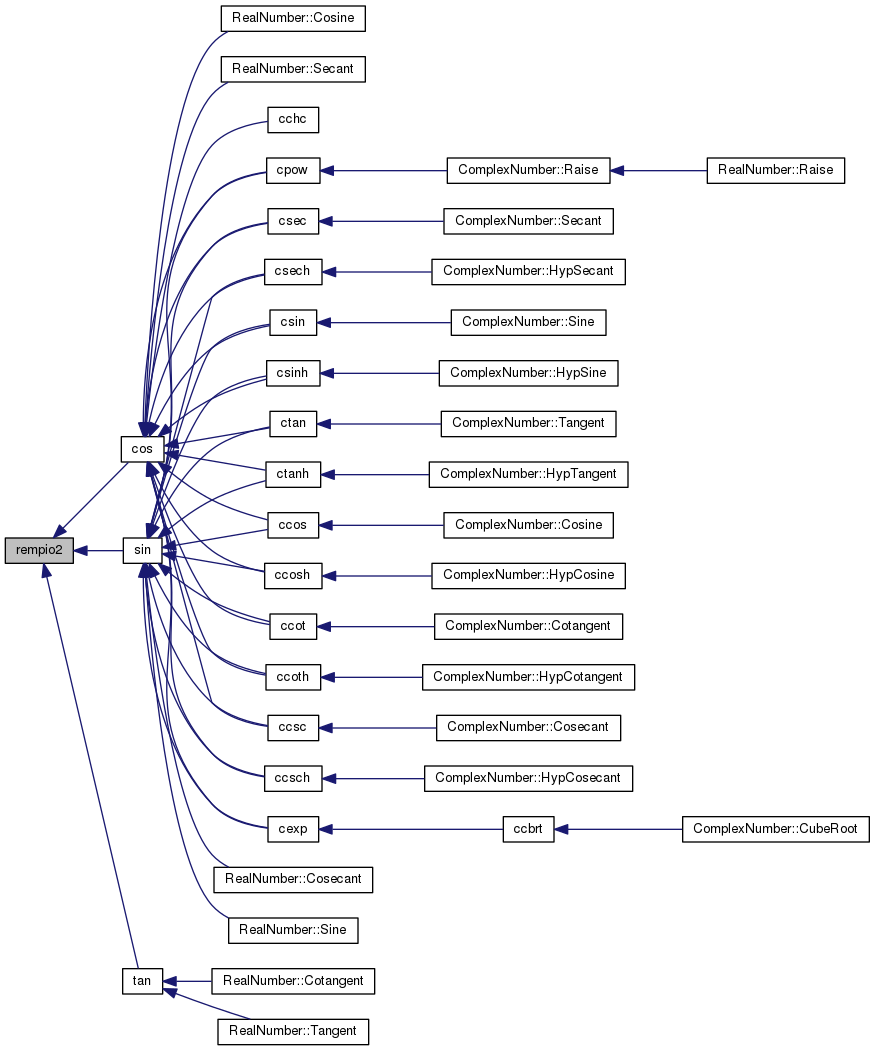 RealNumber::Cosine
RealNumber::Secant
cchc
cpow
ComplexNumber::Raise
RealNumber::Raise
csec
ComplexNumber::Secant
csech
ComplexNumber::HypSecant
csin
ComplexNumber::Sine
csinh
ComplexNumber::HypSine
ctan
ComplexNumber::Tangent
cos
ctanh
ComplexNumber::HypTangent
ccos
ComplexNumber::Cosine
rempio2
sin
ccosh
ComplexNumber::HypCosine
ccot
ComplexNumber::Cotangent
ccoth
ComplexNumber::HypCotangent
ccsc
ComplexNumber::Cosecant
ccsch
ComplexNumber::HypCosecant
cexp
ccbrt
ComplexNumber::CubeRoot
RealNumber::Cosecant
RealNumber::Sine
tan
RealNumber::Cotangent
RealNumber::Tangent